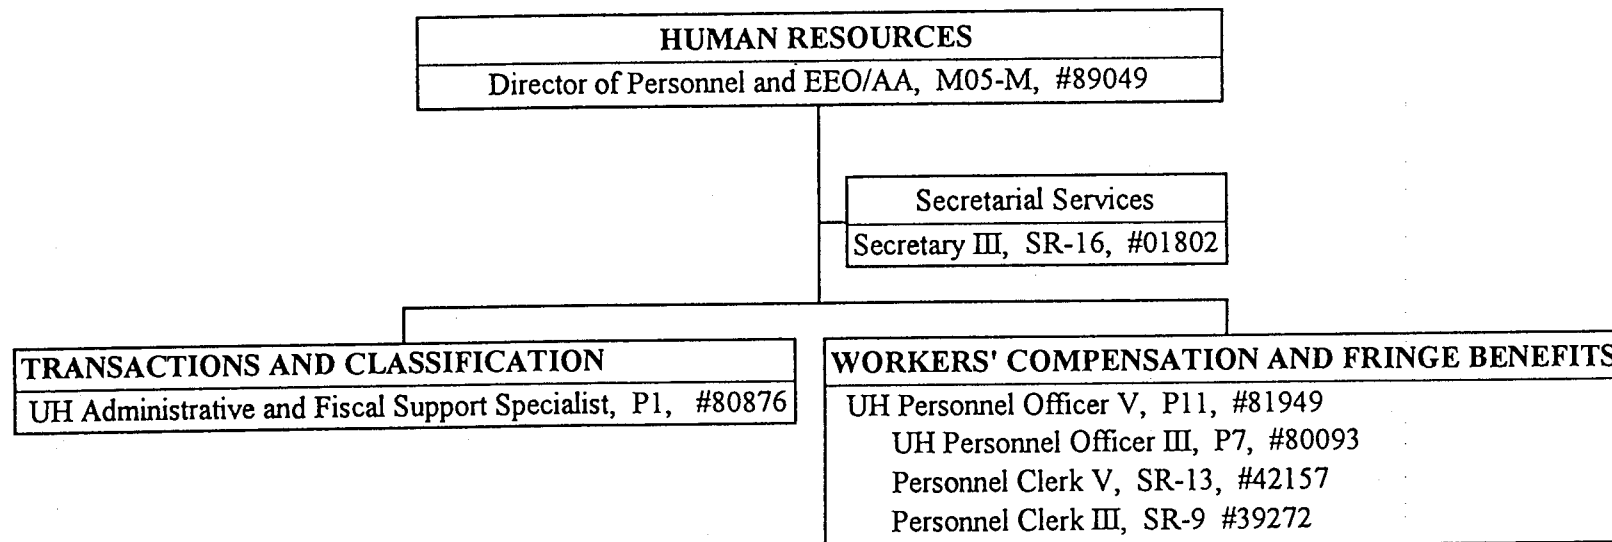 HUMAN RESOURCES
Director of Personnel and EEO/AA, M05-M, #89049
Secretarial Services
Secretary III, SR-16, #01802
TRANSACTIONS AND CLASSIFICATION
UH Administrative and Fiscal Support Specialist, P1, #80876
WORKERS' COMPENSATION AND FRINGE BENEFITS
UH Personnel Officer V, P11, #81949
UH Personnel Officer III, P7, #80093
Personnel Clerk V, SR-13, #42157
Personnel Clerk III, SR-9 #39272